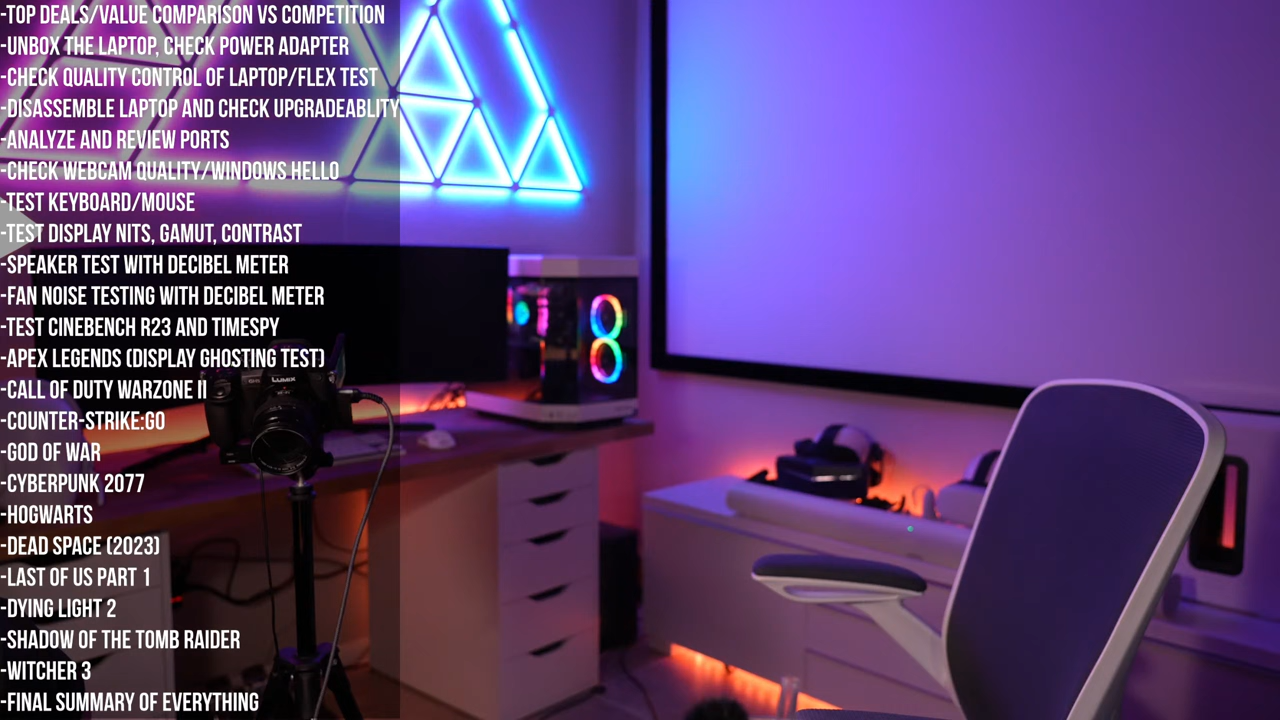 -TOP DEALS/VALUE COMPARISON VS COMPETITION
-UNBOX THE LAPTOP, CHECK POWER ADAPTER
-CHECK QUALITY CONTROL OF LAPTOP/FLEX TEST
-DISASSEMBLE LAPTOP AND CHECK UPGRADEABLITY
-ANALYZE AND REVIEW PORTS
-CHECK WEBCAM QUALITY/WINDOWS HELLO
-TEST KEYBOARD/MOUSE
-TEST DISPLAY NITS, GAMUT, CONTRAST
-SPEAKER TEST WITH DECIBEL METER
-FAN NOISE TESTING WITH DECIBEL METER
-TEST CINEBENCH R23 AND TIMESPY
-APEX LEGENDS (DISPLAY GHOSTING TEST)
LUMIX
-CALL OF DUTY WARZONE II
-COUNTER-STRIKE:GO
-GOD OF WAR
-CYBERPUNK 2077
-HOGWARTS
-DEAD SPACE (2023)
-LAST OF US PART 1
-DYING LIGHT 2
-SHADOW OF THE TOMB RAIDER
-WITCHER 3
-FINAL SUMMARY OF EVERYTHING